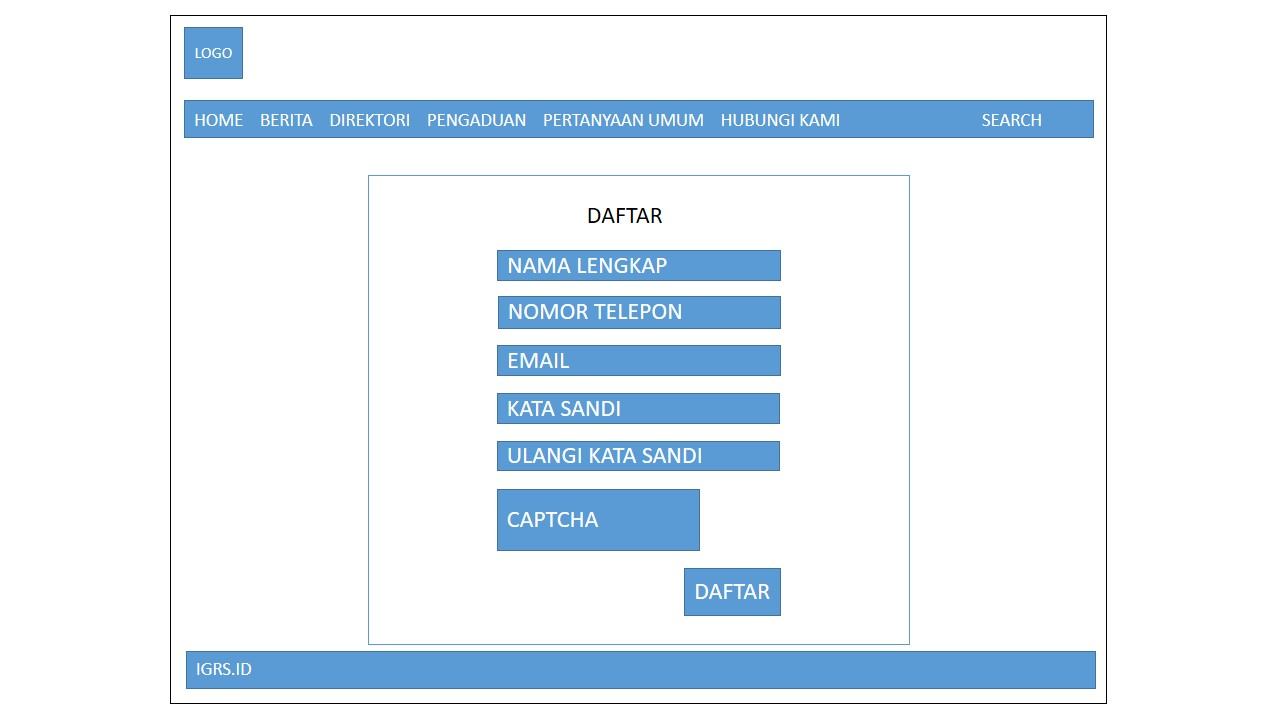 LOGO
HOME BERITA DIREKTORI PENGADUAN PERTANYAAN UMUM HUBUNGI KAMI SEARCH
DAFTAR
NAMA LENGKAP
NOMOR TELEPON
EMAIL
KATA SANDI
ULANGI KATA SANDI
CAPTCHA
DAFTAR
IGRS.ID